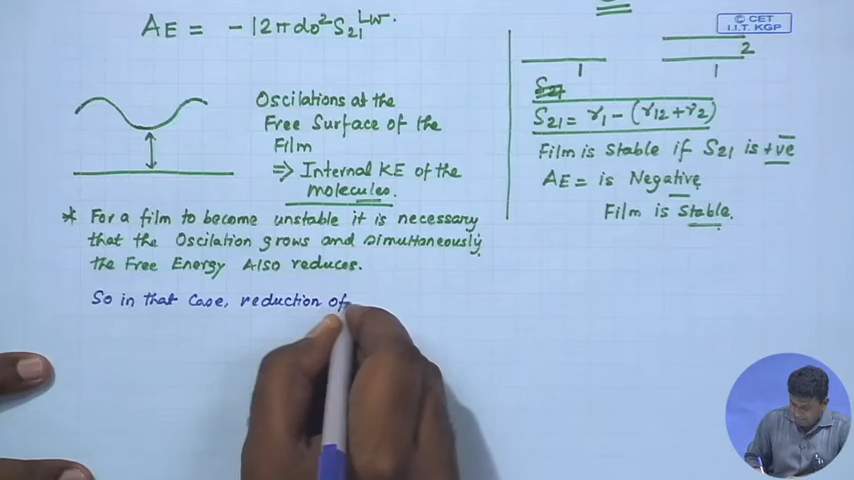 AE = -12πdo²S21^LW.
Oscilations at the
Free Surface of the
Film
⇒ Internal KE of the
molecules.
* For a film to become unstable it is necessary
that the Oscilation grows and simultaneously
the Free Energy Also reduces.
So in that case, reduction of
© CET
I.I.T. KGP
1
2
1
S21
S21 = γ1 - (γ12 + γ2)
Film is Stable if S21 is +ve
AE = is Negative
Film is Stable.